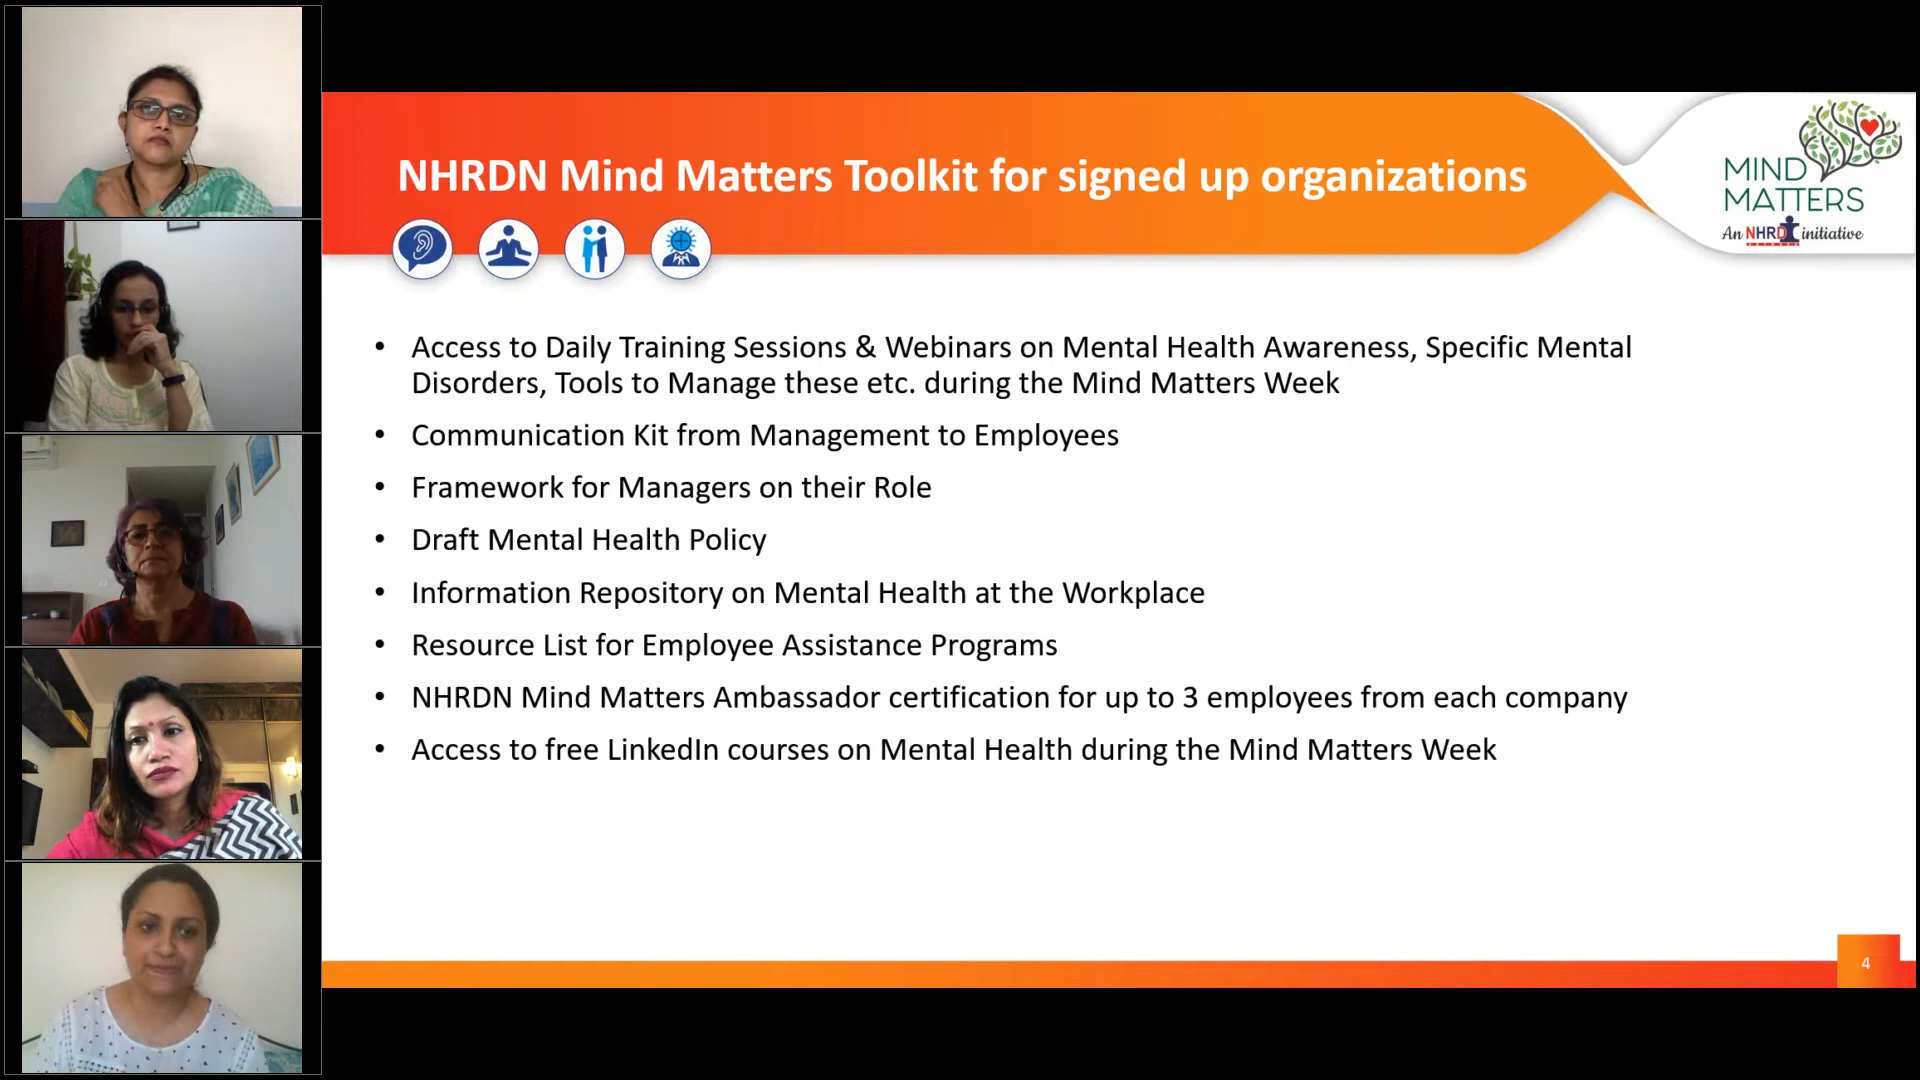 NHRDN Mind Matters Toolkit for signed up organizations
MIND
MATTERS
An NHRD initiative
NETWORK
• Access to Daily Training Sessions & Webinars on Mental Health Awareness, Specific Mental
Disorders, Tools to Manage these etc. during the Mind Matters Week
• Communication Kit from Management to Employees
• Framework for Managers on their Role
• Draft Mental Health Policy
• Information Repository on Mental Health at the Workplace
• Resource List for Employee Assistance Programs
• NHRDN Mind Matters Ambassador certification for up to 3 employees from each company
• Access to free LinkedIn courses on Mental Health during the Mind Matters Week
4